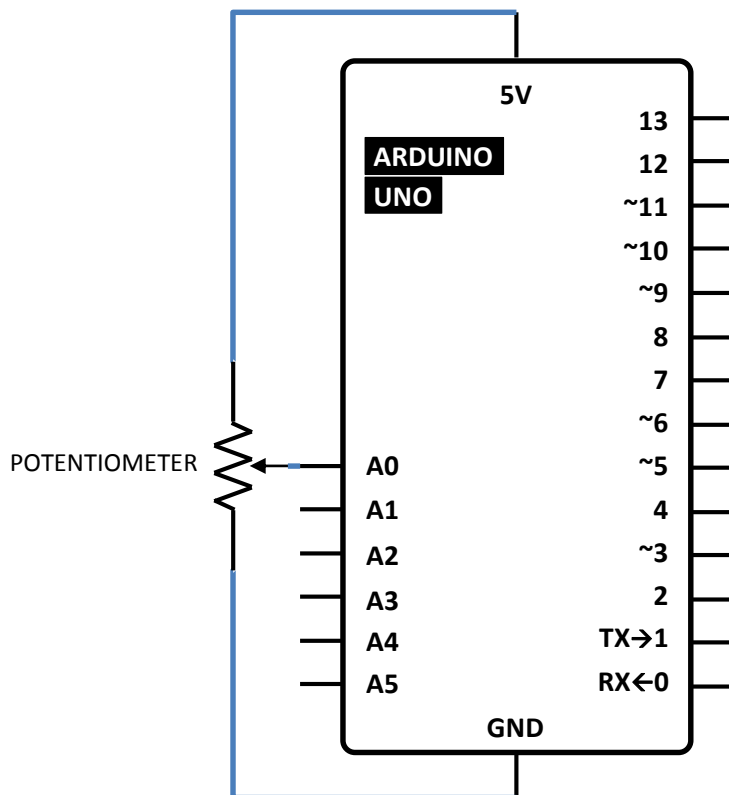 5V
ARDUINO
UNO
13
12
~11
~10
~9
8
7
~6
POTENTIOMETER
A0
~5
A1
4
A2
~3
A3
2
A4
TX→1
A5
RX←0
GND